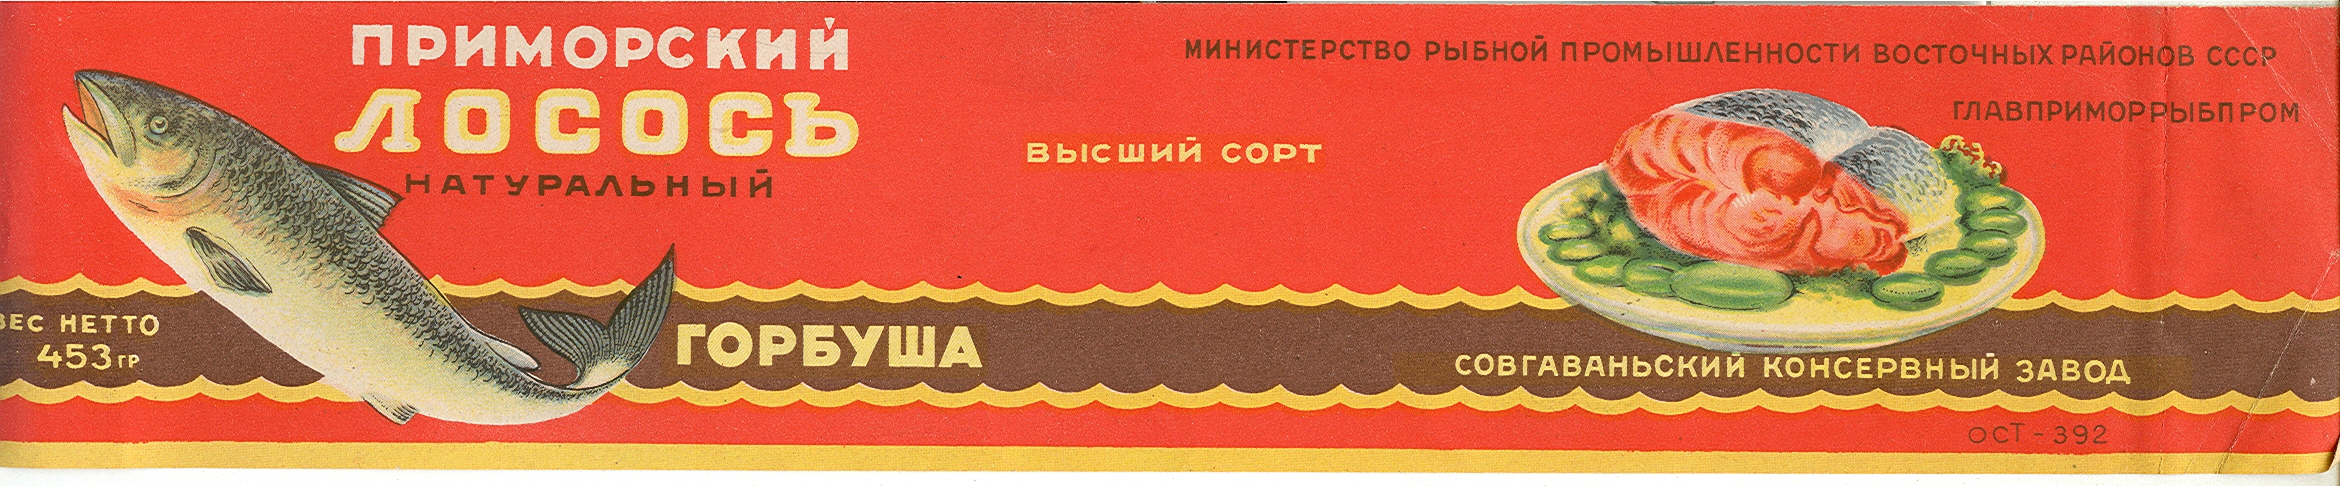 ПРИМОРСКИЙ
ЛОСОСЬ
НАТУРАЛЬНЫЙ
ВЕС НЕТТО
453 ГР
ГОРБУША
ВЫСШИЙ СОРТ
МИНИСТЕРСТВО РЫБНОЙ ПРОМЫШЛЕННОСТИ ВОСТОЧНЫХ РАЙОНОВ СССР
ГЛАВПРИМОРРЫБПРОМ
СОВГАВАНЬСКИЙ КОНСЕРВНЫЙ ЗАВОД
ОСТ-392